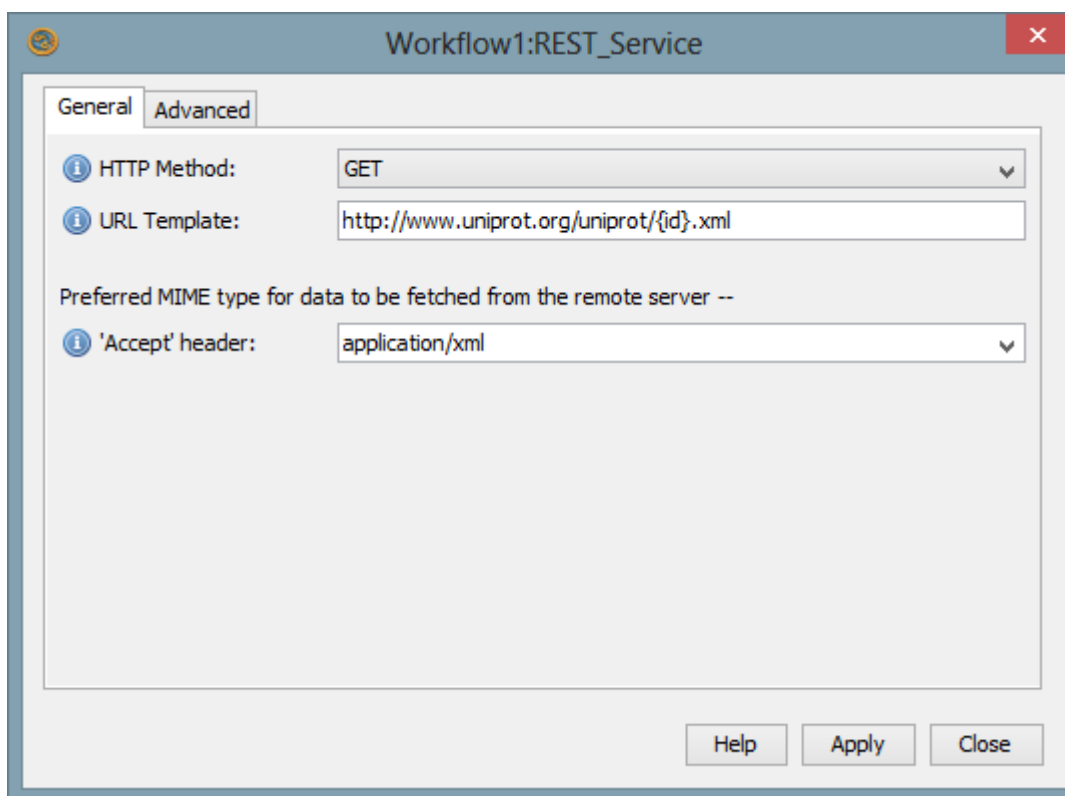 Workflow1:REST_Service
General Advanced
HTTP Method: GET
URL Template: http://www.uniprot.org/uniprot/{id}.xml
Preferred MIME type for data to be fetched from the remote server --
'Accept' header: application/xml
Help Apply Close